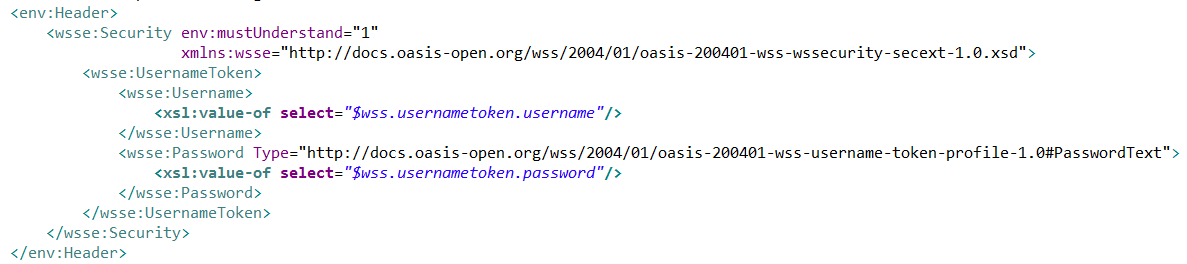 <env:Header>
<wsse:Security env:mustUnderstand="1"
xmlns:wsse="http://docs.oasis-open.org/wss/2004/01/oasis-200401-wss-wssecurity-secext-1.0.xsd">
<wsse:UsernameToken>
<wsse:Username>
<xsl:value-of select="$wss.usernametoken.username"/>
</wsse:Username>
<wsse:Password Type="http://docs.oasis-open.org/wss/2004/01/oasis-200401-wss-username-token-profile-1.0#PasswordText">
<xsl:value-of select="$wss.usernametoken.password"/>
</wsse:Password>
</wsse:UsernameToken>
</wsse:Security>
</env:Header>